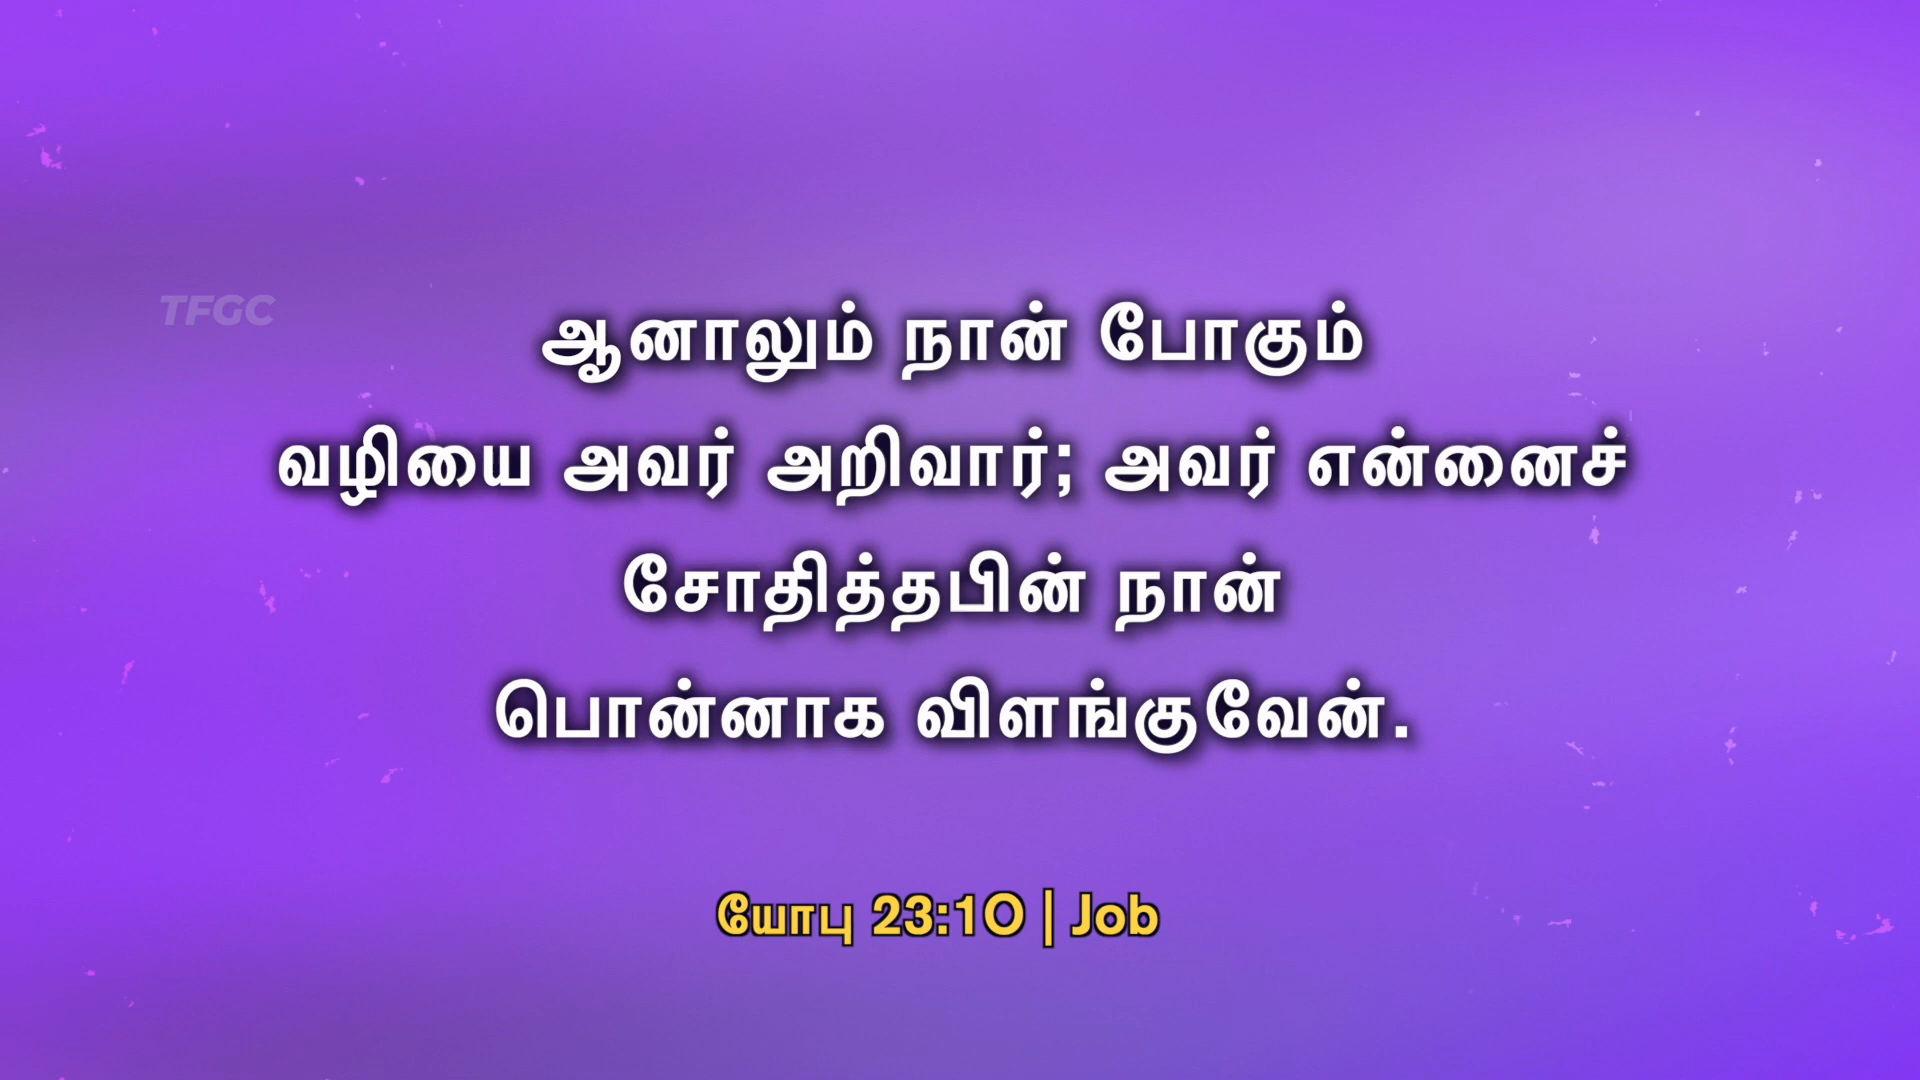 TFGC
ஆனாலும் நான் போகும்
வழியை அவர் அறிவார்; அவர் என்னைச்
சோதித்தபின் நான்
பொன்னாக விளங்குவேன்.
யோபு 23:10 | Job